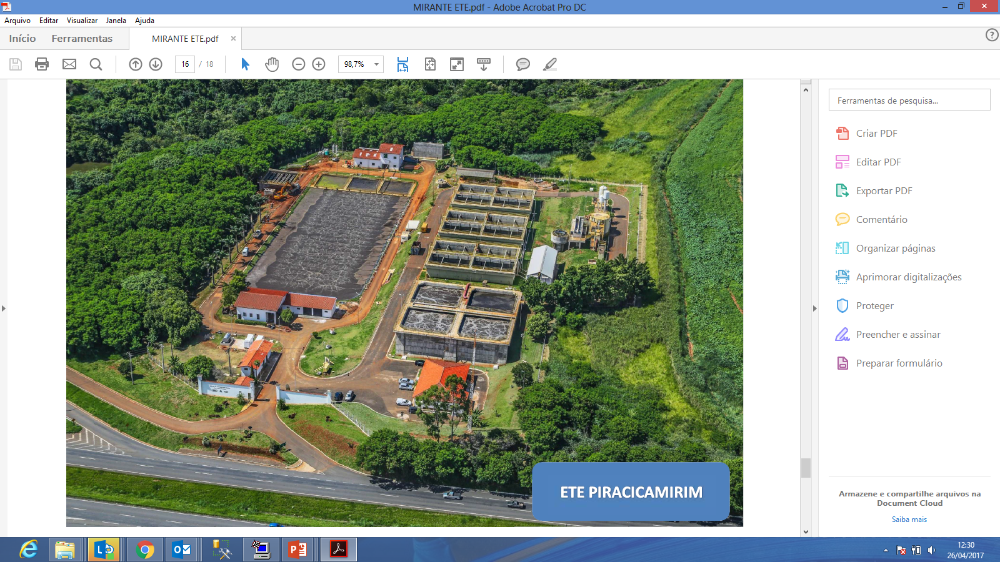 MIRANTE ETE.pdf - Adobe Acrobat Pro DC
Arquivo Editar Visualizar Janela Ajuda
Início Ferramentas MIRANTE ETE.pdf
16 / 18 98,7%
Ferramentas de pesquisa...
Criar PDF
Editar PDF
Exportar PDF
Comentário
Organizar páginas
Aprimorar digitalizações
Proteger
Preencher e assinar
Preparar formulário
ETE PIRACICAMIRIM
Armazene e compartilhe arquivos na
Document Cloud
Saiba mais
12:30
26/04/2017